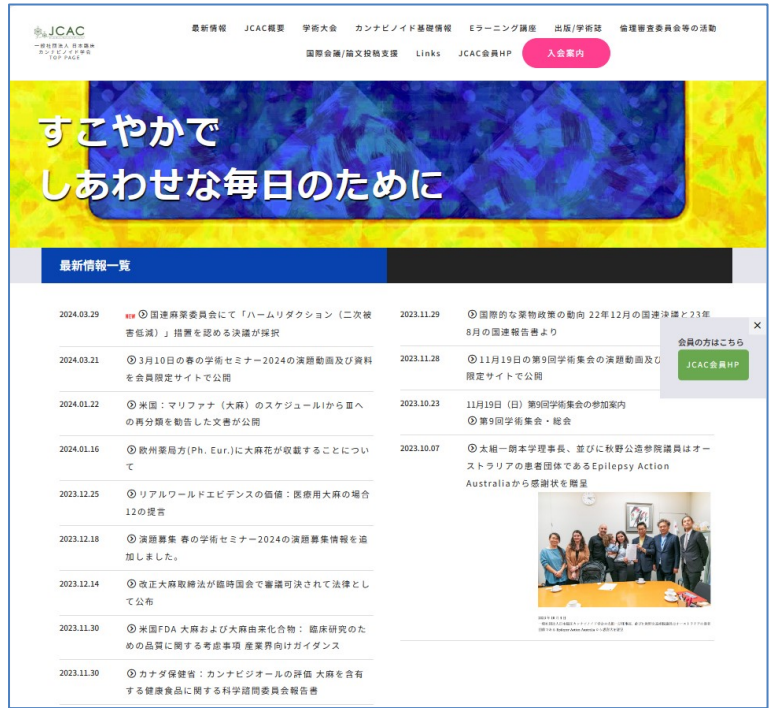 JCAC
一般社団法人 日本臨床
カンナビノイド学会
TOP PAGE
最新情報 JCAC概要 学術大会 カンナビノイド基礎情報 Eラーニング講座 出版/学術誌 倫理審査委員会等の活動
国際会議/論文投稿支援 Links JCAC会員HP 入会案内
すこやかで
しあわせな毎日のために
最新情報一覧
2024.03.29 NEW 国連麻薬委員会にて「ハームリダクション（二次被
害低減）」措置を認める決議が採択
2024.03.21 3月10日の春の学術セミナー2024の演題動画及び資料
を会員限定サイトで公開
2024.01.22 米国：マリファナ（大麻）のスケジュールIからⅢへ
の再分類を勧告した文書が公開
2024.01.16 欧州薬局方(Ph. Eur.)に大麻花が収載することについ
て
2023.12.25 リアルワールドエビデンスの価値：医療用大麻の場合
12の提言
2023.12.18 演題募集 春の学術セミナー2024の演題募集情報を追
加しました。
2023.12.14 改正大麻取締法が臨時国会で審議可決されて法律とし
て公布
2023.11.30 米国FDA 大麻および大麻由来化合物： 臨床研究のた
めの品質に関する考慮事項 産業界向けガイダンス
2023.11.30 カナダ保健省：カンナビジオールの評価 大麻を含有
する健康食品に関する科学諮問委員会報告書
2023.11.29 国際的な薬物政策の動向 22年12月の国連決議と23年
8月の国連報告書より
2023.11.28 11月19日の第9回学術集会の演題動画及び
限定サイトで公開
2023.10.23 11月19日（日）第9回学術集会の参加案内
第9回学術集会・総会
2023.10.07 太組一朗本学理事長、並びに秋野公造参院議員はオー
ストラリアの患者団体であるEpilepsy Action
Australiaから感謝状を贈呈
×
会員の方はこちら
JCAC会員HP